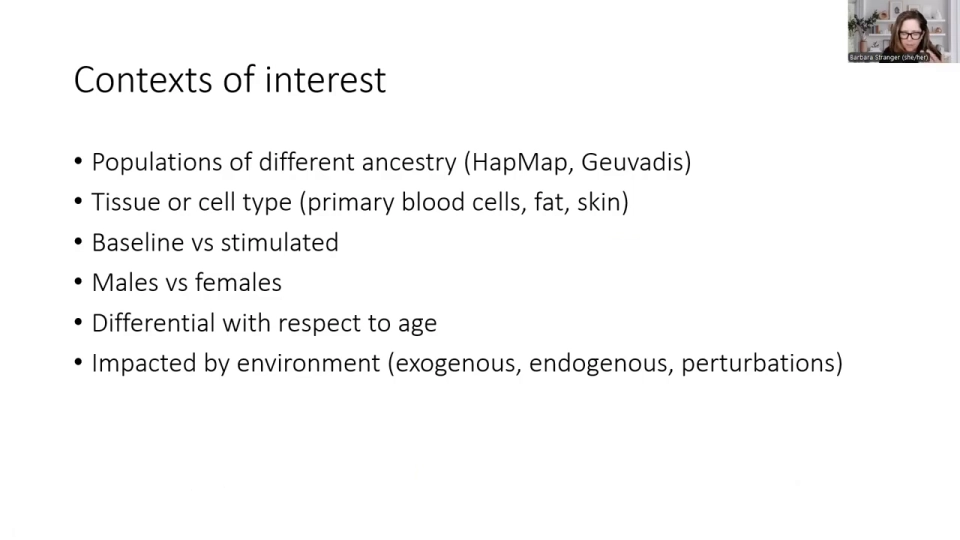 Barbara Stranger (she/her)
Contexts of interest
• Populations of different ancestry (HapMap, Geuvadis)
• Tissue or cell type (primary blood cells, fat, skin)
• Baseline vs stimulated
• Males vs females
• Differential with respect to age
• Impacted by environment (exogenous, endogenous, perturbations)